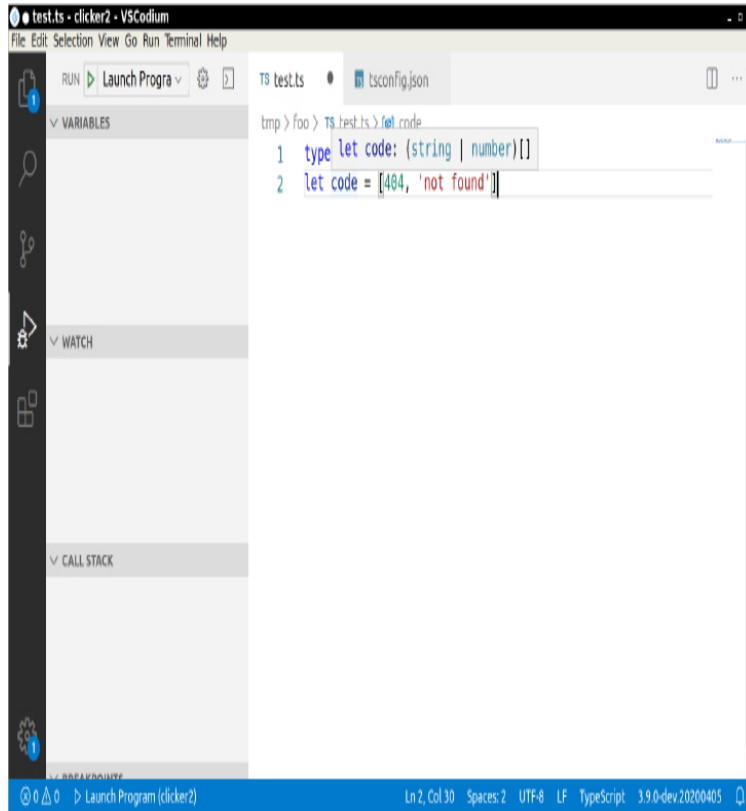 test.ts - clicker2 - VSCodium
File Edit Selection View Go Run Terminal Help
RUN Launch Progra
TS test.ts
TS tsconfig.json
VARIABLES
tmp > foo > TS test.ts > code
let code: (string | number)[]
1 type
2 let code = [404, 'not found']
WATCH
CALL STACK
BREAKPOINTS
1
1
0 0 Launch Program (clicker2)
Ln 2, Col 30 Spaces: 2 UTF-8 LF TypeScript 3.9.0-dev.20200405